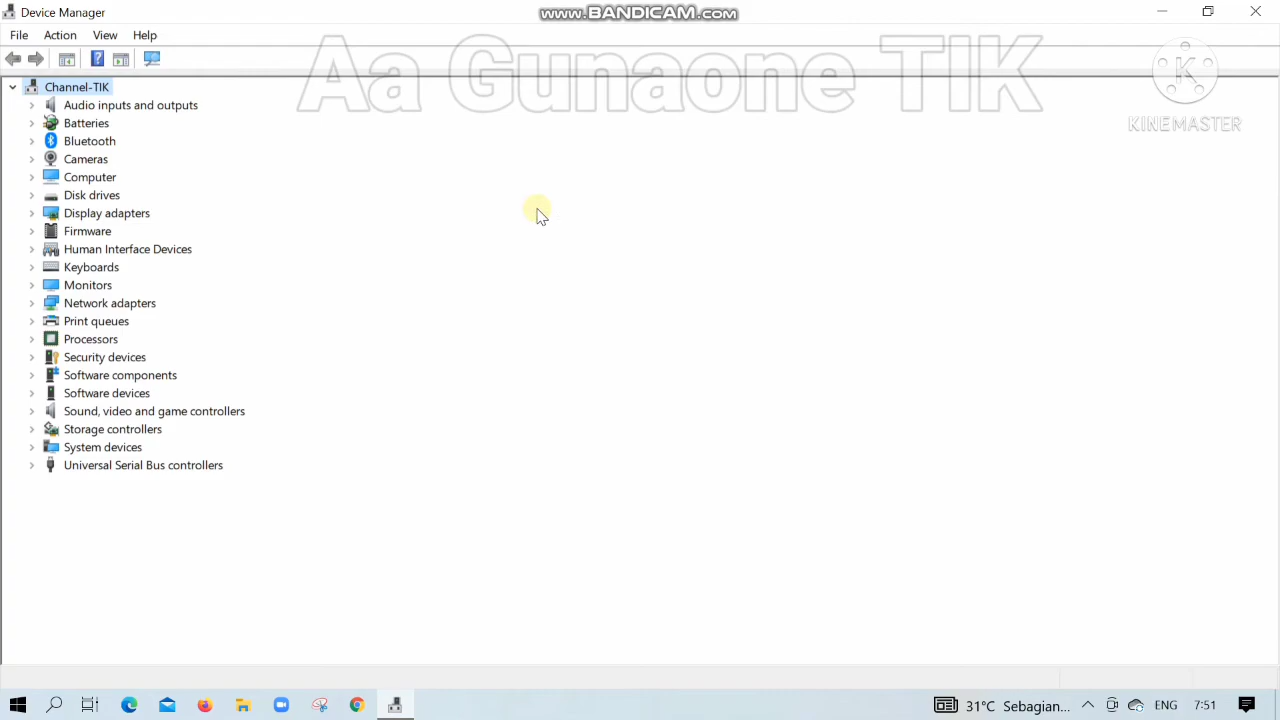 Device Manager
www.BANDICAM.com
File Action View Help
Aa Gunaone TIK
K
KINEMASTER
Channel-TIK
Audio inputs and outputs
Batteries
Bluetooth
Cameras
Computer
Disk drives
Display adapters
Firmware
Human Interface Devices
Keyboards
Monitors
Network adapters
Print queues
Processors
Security devices
Software components
Software devices
Sound, video and game controllers
Storage controllers
System devices
Universal Serial Bus controllers
31°C Sebagian... ENG 7:51